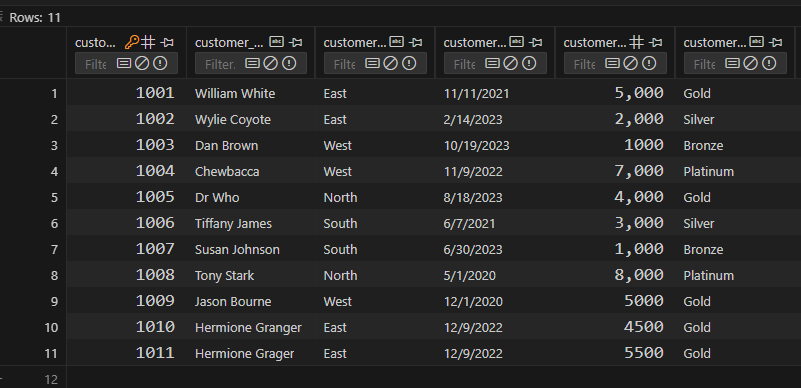 Rows: 11
custo... customer_... customer... customer... customer... customer...
Filte Filter. Filte Filte Filte Filte
1 1001 William White East 11/11/2021 5,000 Gold
2 1002 Wylie Coyote East 2/14/2023 2,000 Silver
3 1003 Dan Brown West 10/19/2023 1000 Bronze
4 1004 Chewbacca West 11/9/2022 7,000 Platinum
5 1005 Dr Who North 8/18/2023 4,000 Gold
6 1006 Tiffany James South 6/7/2021 3,000 Silver
7 1007 Susan Johnson South 6/30/2023 1,000 Bronze
8 1008 Tony Stark North 5/1/2020 8,000 Platinum
9 1009 Jason Bourne West 12/1/2020 5000 Gold
10 1010 Hermione Granger East 12/9/2022 4500 Gold
11 1011 Hermione Grager East 12/9/2022 5500 Gold
12